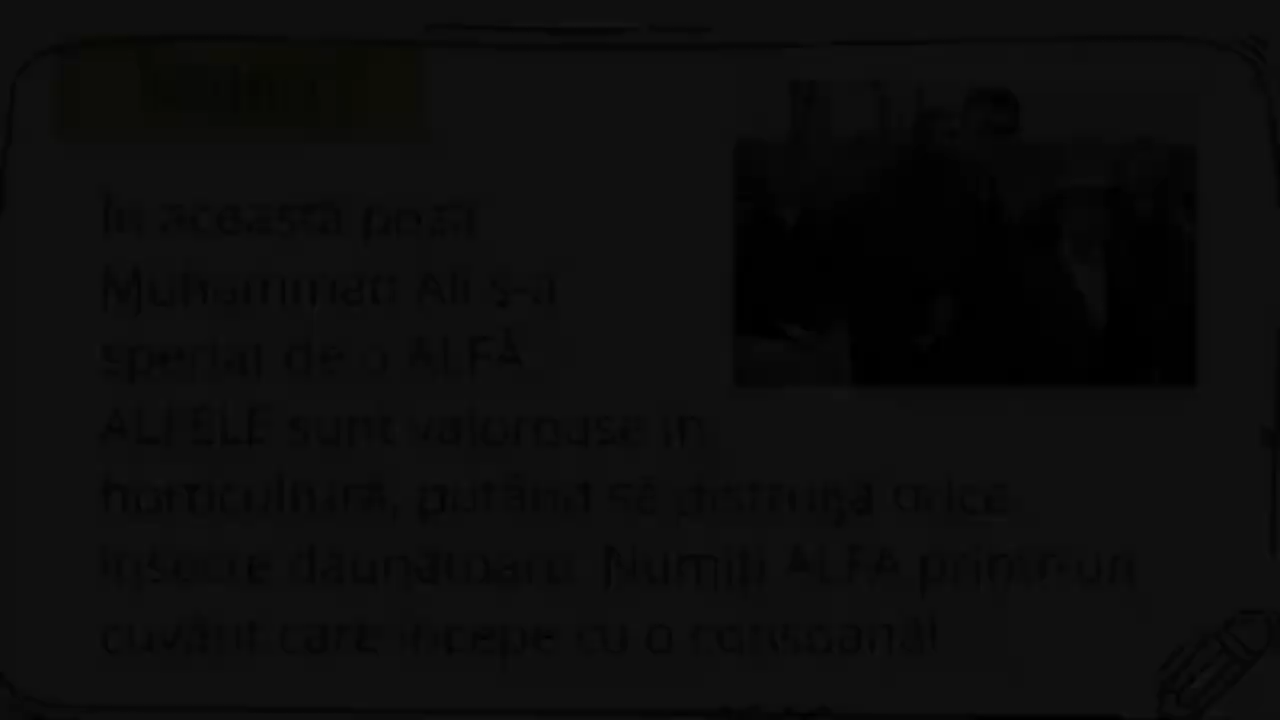 În această poză
Muhammad Ali s-a
speriat de o ALFĂ.
ALFELE sunt valoroase în
horticultură, putând să distrugă orice
insecte dăunătoare. Numiți ALFA printr-un
cuvânt care începe cu o consoană!